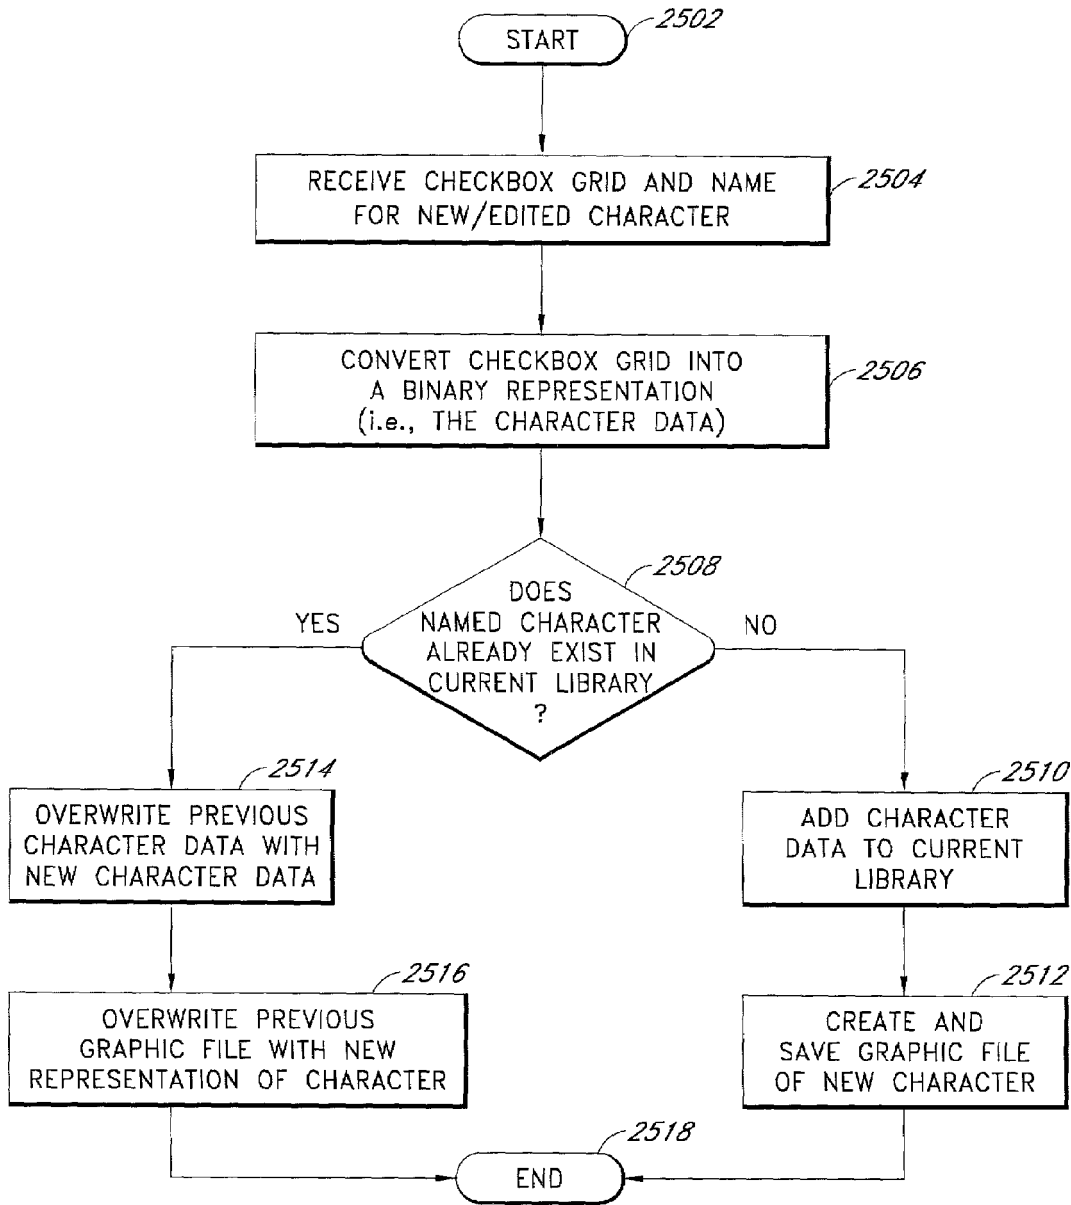 2502
START
2504
RECEIVE CHECKBOX GRID AND NAME
FOR NEW/EDITED CHARACTER
2506
CONVERT CHECKBOX GRID INTO
A BINARY REPRESENTATION
(i.e., THE CHARACTER DATA)
2508
DOES
NAMED CHARACTER
ALREADY EXIST IN
CURRENT LIBRARY
?
YES
NO
2514
OVERWRITE PREVIOUS
CHARACTER DATA WITH
NEW CHARACTER DATA
2510
ADD CHARACTER
DATA TO CURRENT
LIBRARY
2516
OVERWRITE PREVIOUS
GRAPHIC FILE WITH NEW
REPRESENTATION OF CHARACTER
2512
CREATE AND
SAVE GRAPHIC FILE
OF NEW CHARACTER
2518
END